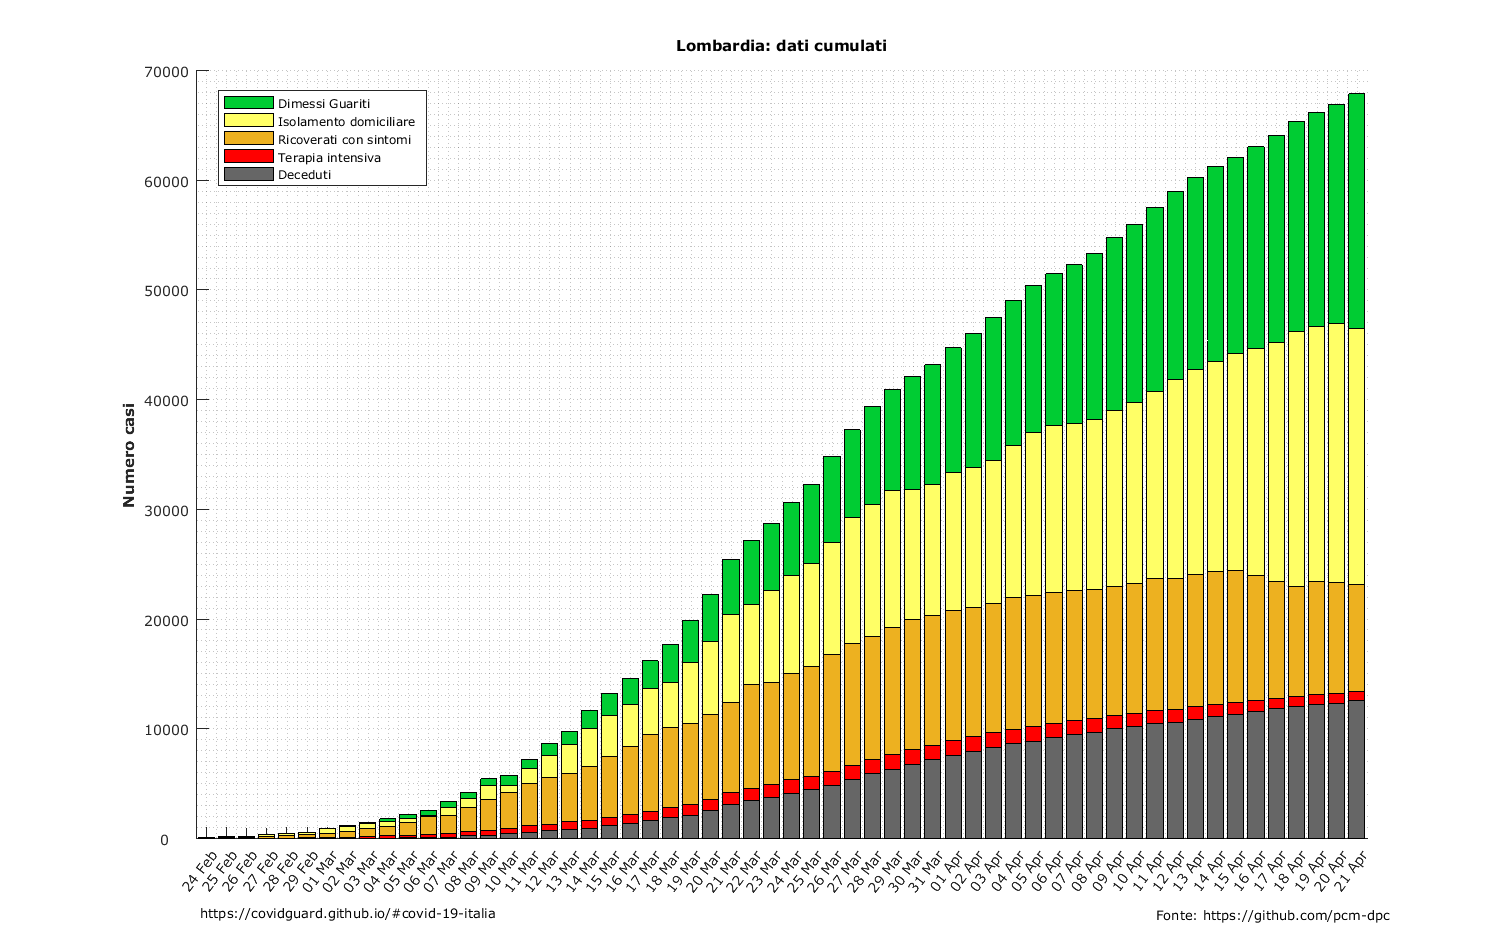 Lombardia: dati cumulati
70000
60000
50000
40000
30000
20000
10000
0
Numero casi
Dimessi Guariti
Isolamento domiciliare
Ricoverati con sintomi
Terapia intensiva
Deceduti
24 Feb
25 Feb
26 Feb
27 Feb
28 Feb
29 Feb
01 Mar
02 Mar
03 Mar
04 Mar
05 Mar
06 Mar
07 Mar
08 Mar
09 Mar
10 Mar
11 Mar
12 Mar
13 Mar
14 Mar
15 Mar
16 Mar
17 Mar
18 Mar
19 Mar
20 Mar
21 Mar
22 Mar
23 Mar
24 Mar
25 Mar
26 Mar
27 Mar
28 Mar
29 Mar
30 Mar
31 Mar
01 Apr
02 Apr
03 Apr
04 Apr
05 Apr
06 Apr
07 Apr
08 Apr
09 Apr
10 Apr
11 Apr
12 Apr
13 Apr
14 Apr
15 Apr
16 Apr
17 Apr
18 Apr
19 Apr
20 Apr
21 Apr
https://covidguard.github.io/#covid-19-italia
Fonte: https://github.com/pcm-dpc